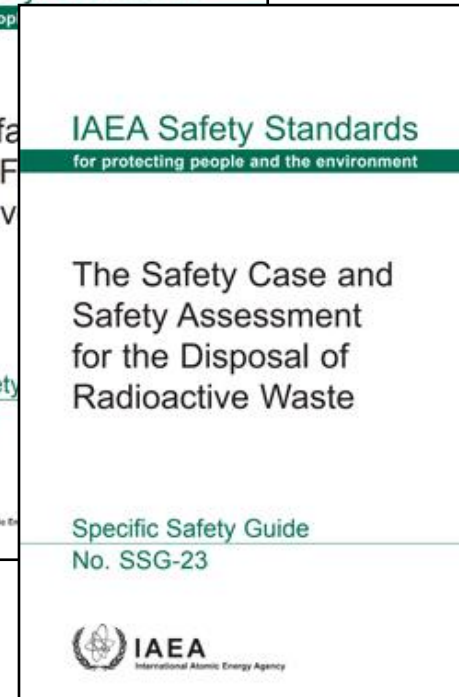 IAEA Safety Standards
for protecting people and the environment
The Safety Case and
Safety Assessment
for the Disposal of
Radioactive Waste
Specific Safety Guide
No. SSG-23
IAEA
International Atomic Energy Agency